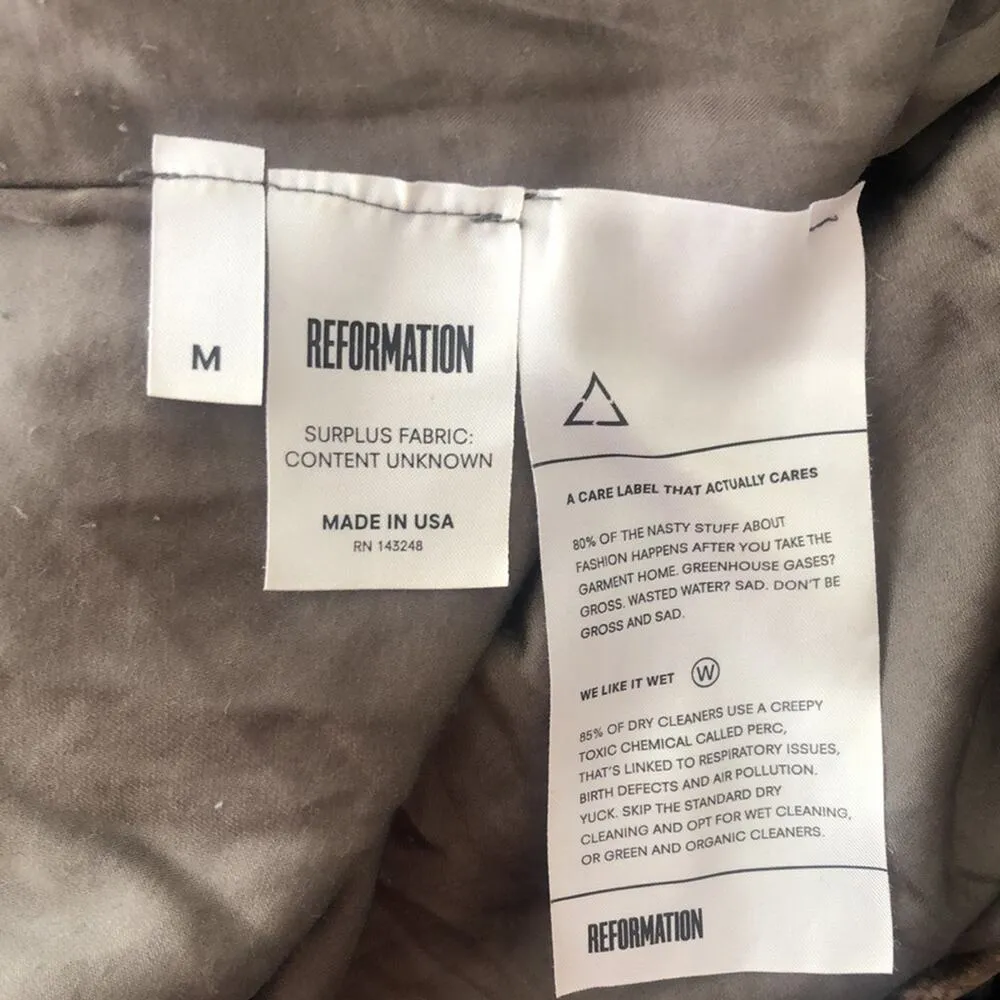 M
REFORMATION
SURPLUS FABRIC:
CONTENT UNKNOWN
MADE IN USA
RN 143248
A CARE LABEL THAT ACTUALLY CARES
80% OF THE NASTY STUFF ABOUT
FASHION HAPPENS AFTER YOU TAKE THE
GARMENT HOME. GREENHOUSE GASES?
GROSS. WASTED WATER? SAD. DON'T BE
GROSS AND SAD.
WE LIKE IT WET W
85% OF DRY CLEANERS USE A CREEPY
TOXIC CHEMICAL CALLED PERC,
THAT'S LINKED TO RESPIRATORY ISSUES,
BIRTH DEFECTS AND AIR POLLUTION.
YUCK. SKIP THE STANDARD DRY
CLEANING AND OPT FOR WET CLEANING,
OR GREEN AND ORGANIC CLEANERS.
REFORMATION